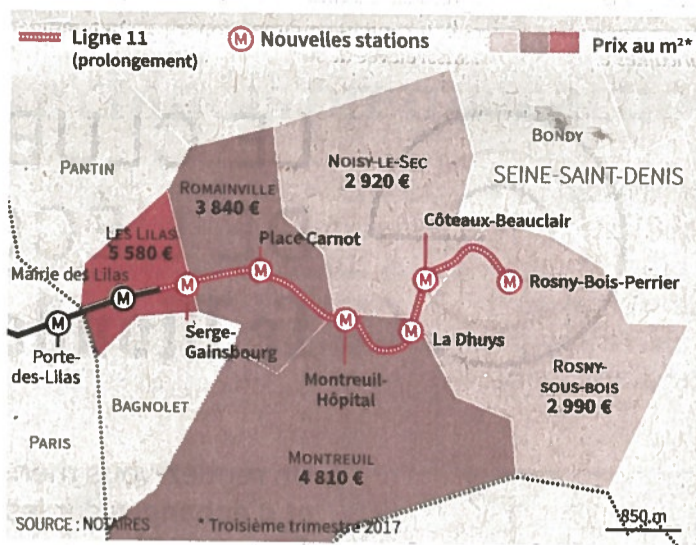 Ligne 11
(prolongement)
M Nouvelles stations
Prix au m²*
BONDY
PANTIN
NOISY-LE-SEC
2 920 €
SEINE-SAINT-DENIS
ROMAINVILLE
3 840 €
LES LILAS
5 580 €
Côteaux-Beauclair
Place Carnot
Mairie des Lilas
M
M
M
M
Rosny-Bois-Perrier
M
M
M
M
Serge-
Gainsbourg
La Dhuys
Porte-
des-Lilas
Montreuil-
Hôpital
ROSNY-
SOUS-BOIS
2 990 €
BAGNOLET
PARIS
MONTREUIL
4 810 €
SOURCE : NOTAIRES
* Troisième trimestre 2017
850 m